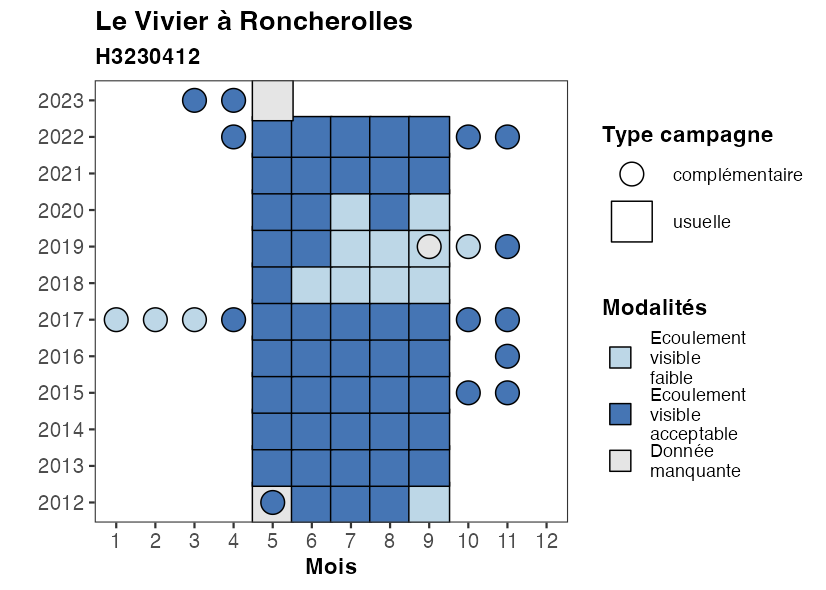 Le Vivier à Roncherolles
H3230412
2023
2022
2021
2020
2019
2018
2017
2016
2015
2014
2013
2012
1 2 3 4 5 6 7 8 9 10 11 12
Mois
Type campagne
complémentaire
usuelle
Modalités
Ecoulement
visible
faible
Ecoulement
visible
acceptable
Donnée
manquante